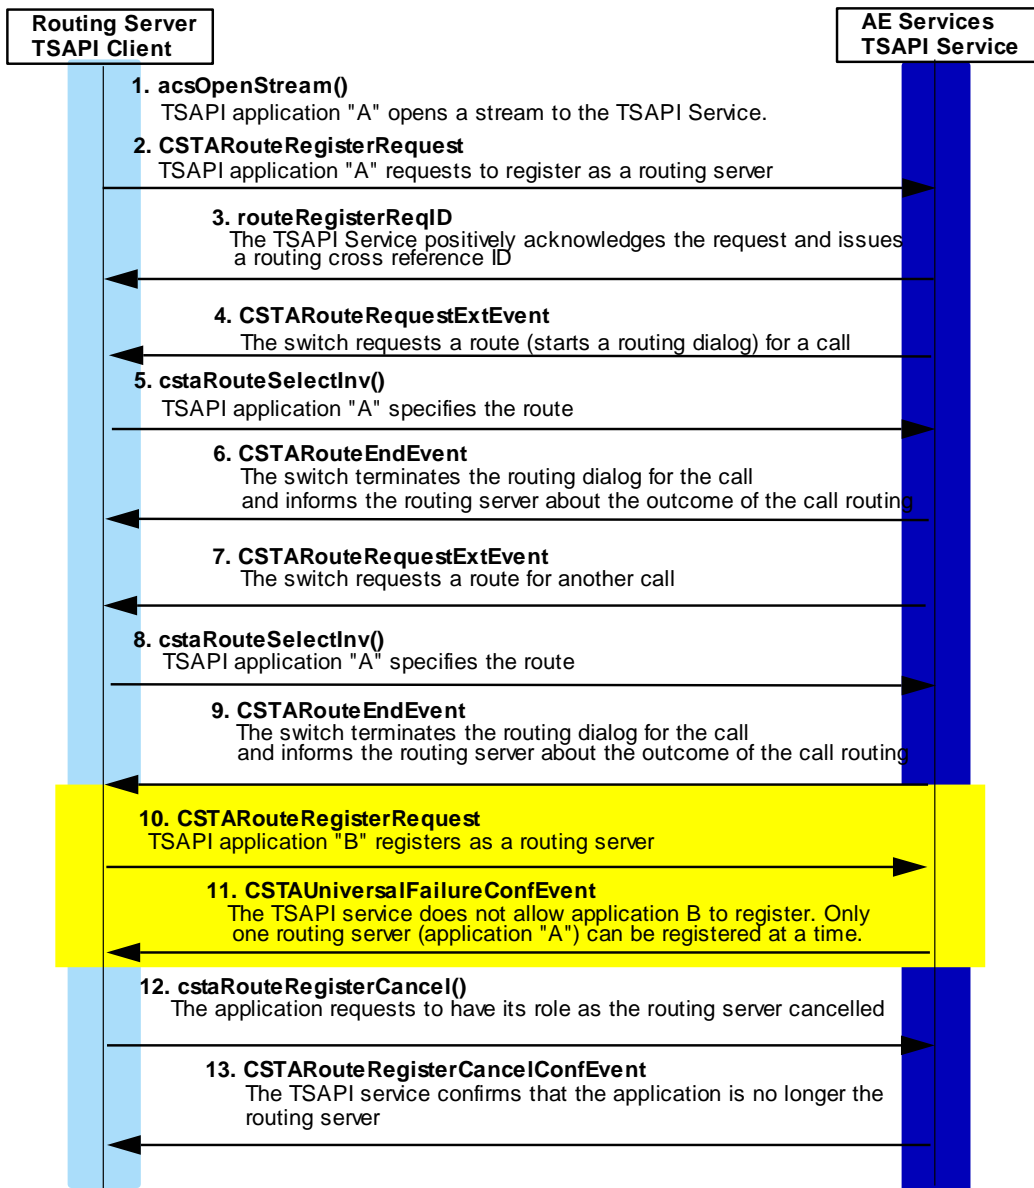 Routing Server
TSAPI Client
AE Services
TSAPI Service
1. acsOpenStream()
TSAPI application "A" opens a stream to the TSAPI Service.
2. CSTARouteRegisterRequest
TSAPI application "A" requests to register as a routing server
3. routeRegisterReqID
The TSAPI Service positively acknowledges the request and issues
a routing cross reference ID
4. CSTARouteRequestExtEvent
The switch requests a route (starts a routing dialog) for a call
5. cstaRouteSelectInv()
TSAPI application "A" specifies the route
6. CSTARouteEndEvent
The switch terminates the routing dialog for the call
and informs the routing server about the outcome of the call routing
7. CSTARouteRequestExtEvent
The switch requests a route for another call
8. cstaRouteSelectInv()
TSAPI application "A" specifies the route
9. CSTARouteEndEvent
The switch terminates the routing dialog for the call
and informs the routing server about the outcome of the call routing
10. CSTARouteRegisterRequest
TSAPI application "B" registers as a routing server
11. CSTAUniversalFailureConfEvent
The TSAPI service does not allow application B to register. Only
one routing server (application "A") can be registered at a time.
12. cstaRouteRegisterCancel()
The application requests to have its role as the routing server cancelled
13. CSTARouteRegisterCancelConfEvent
The TSAPI service confirms that the application is no longer the
routing server